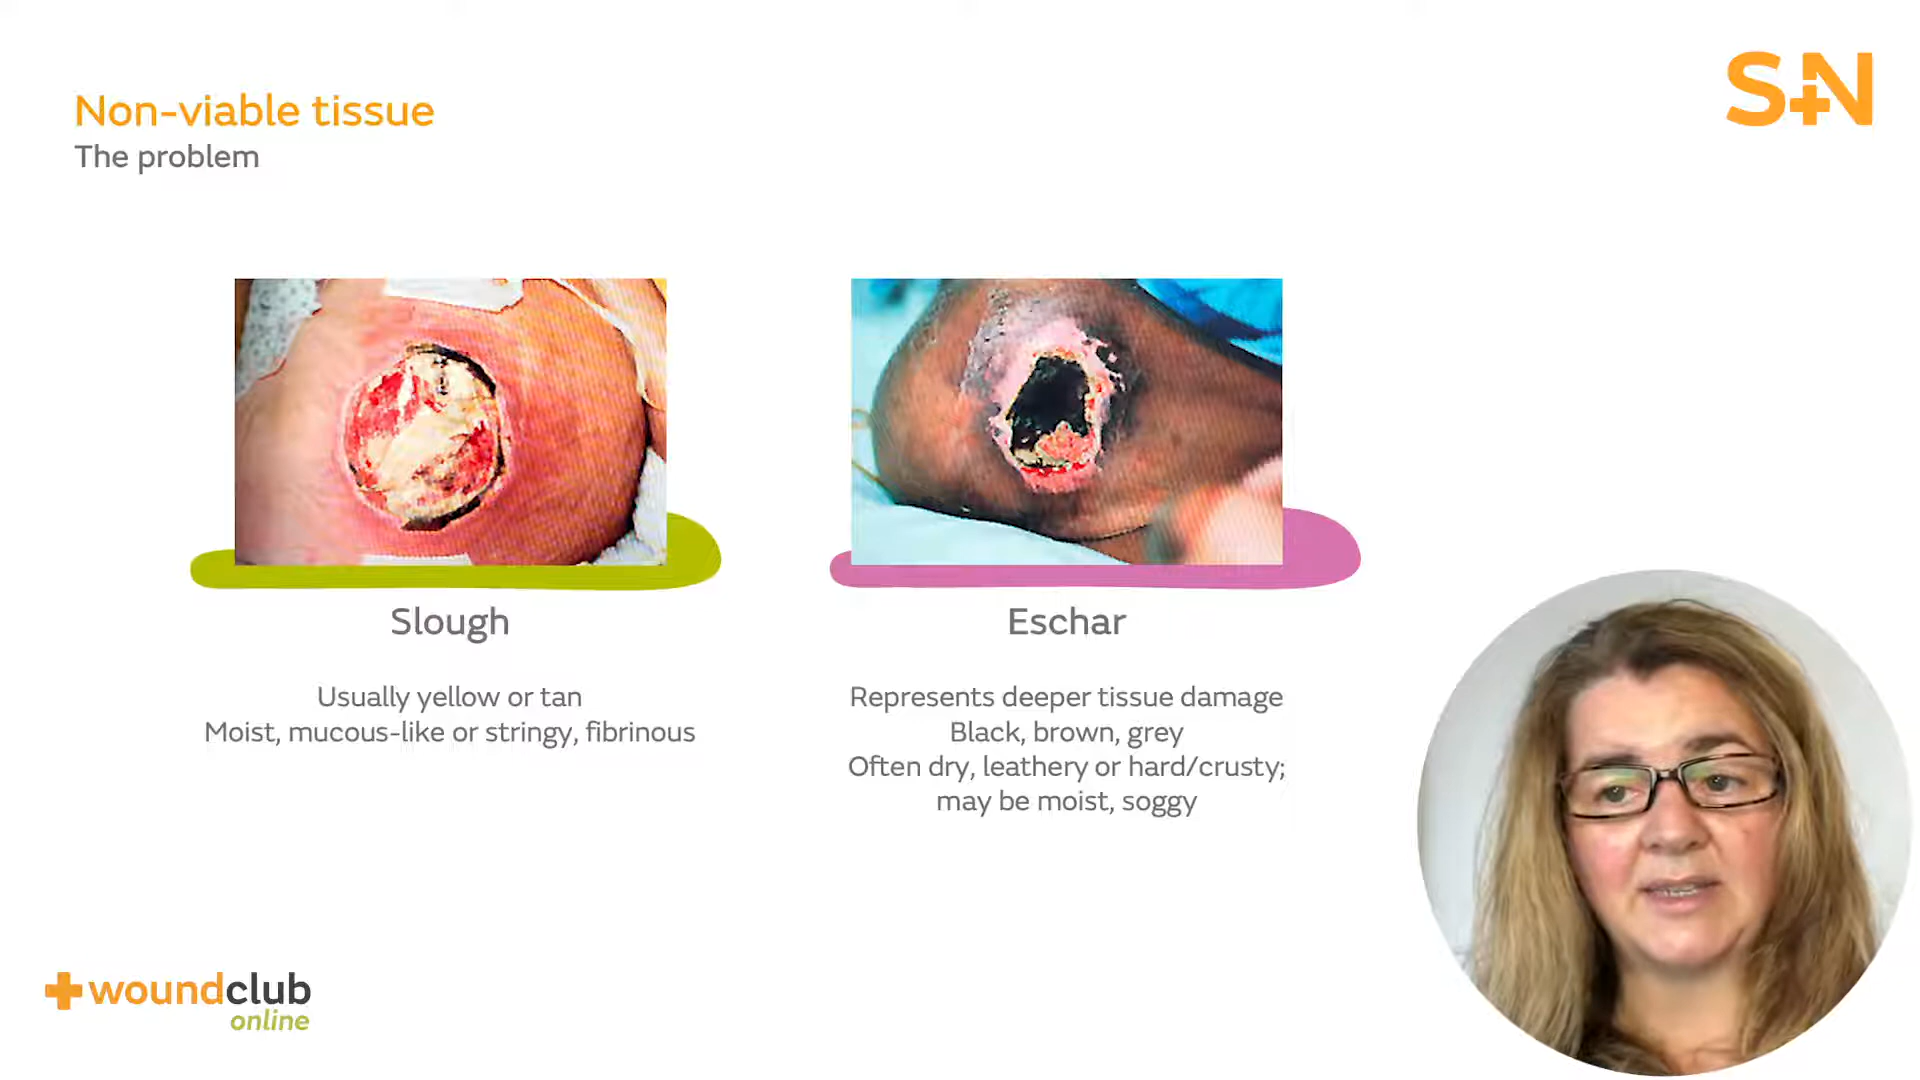 Non-viable tissue
The problem
S+N
Slough
Usually yellow or tan
Moist, mucous-like or stringy, fibrinous
Eschar
Represents deeper tissue damage
Black, brown, grey
Often dry, leathery or hard/crusty;
may be moist, soggy
woundclub
online